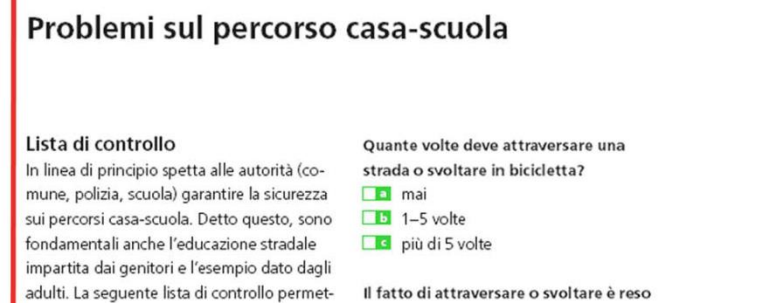 Problemi sul percorso casa-scuola
Lista di controllo
In linea di principio spetta alle autorità (co-
mune, polizia, scuola) garantire la sicurezza
sui percorsi casa-scuola. Detto questo, sono
fondamentali anche l'educazione stradale
impartita dai genitori e l'esempio dato dagli
adulti. La seguente lista di controllo permet-
Quante volte deve attraversare una
strada o svoltare in bicicletta?
a mai
b 1–5 volte
c più di 5 volte
Il fatto di attraversare o svoltare è reso